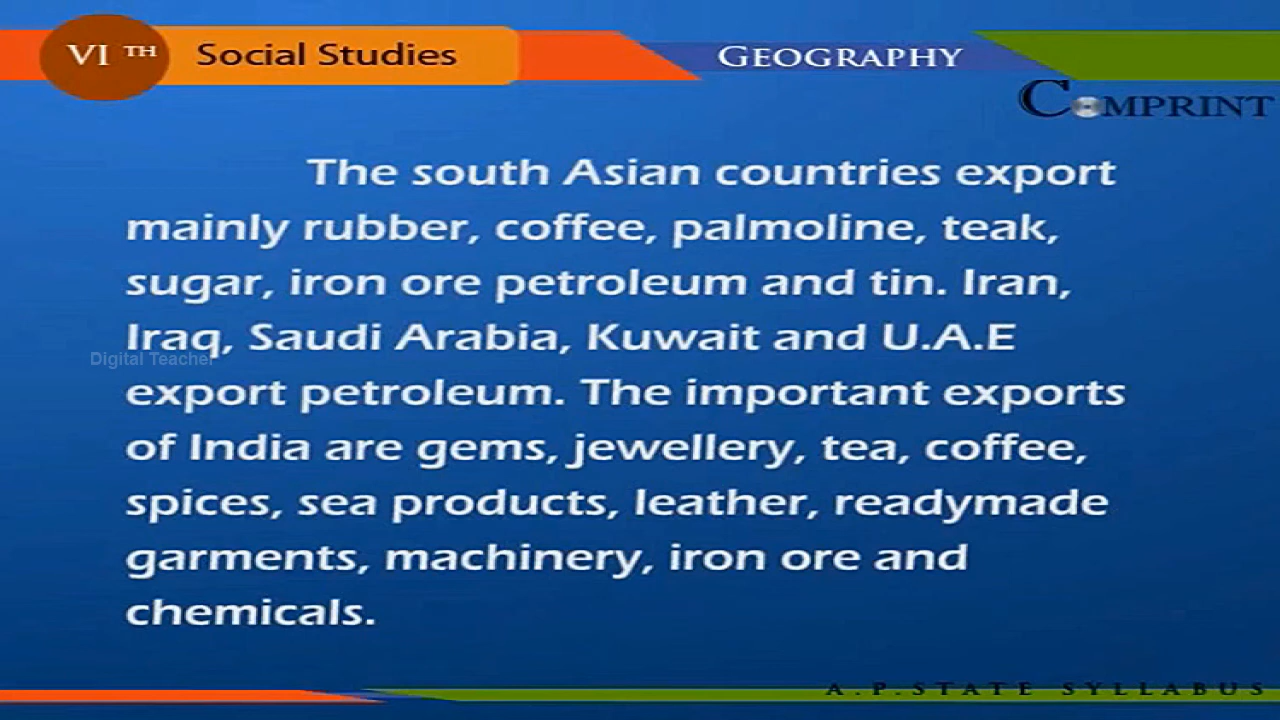 VI TH Social Studies GEOGRAPHY
COMPRINT
The south Asian countries export
mainly rubber, coffee, palmoline, teak,
sugar, iron ore petroleum and tin. Iran,
Iraq, Saudi Arabia, Kuwait and U.A.E
Digital Teacher
export petroleum. The important exports
of India are gems, jewellery, tea, coffee,
spices, sea products, leather, readymade
garments, machinery, iron ore and
chemicals.
A.P.STATE SYLLABUS